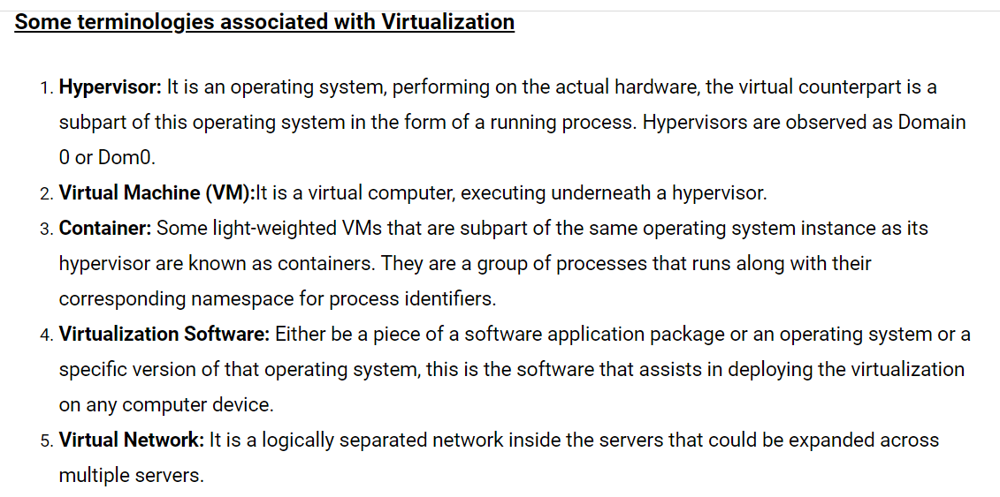 Some terminologies associated with Virtualization
1. Hypervisor: It is an operating system, performing on the actual hardware, the virtual counterpart is a
subpart of this operating system in the form of a running process. Hypervisors are observed as Domain
0 or Dom0.
2. Virtual Machine (VM):It is a virtual computer, executing underneath a hypervisor.
3. Container: Some light-weighted VMs that are subpart of the same operating system instance as its
hypervisor are known as containers. They are a group of processes that runs along with their
corresponding namespace for process identifiers.
4. Virtualization Software: Either be a piece of a software application package or an operating system or a
specific version of that operating system, this is the software that assists in deploying the virtualization
on any computer device.
5. Virtual Network: It is a logically separated network inside the servers that could be expanded across
multiple servers.